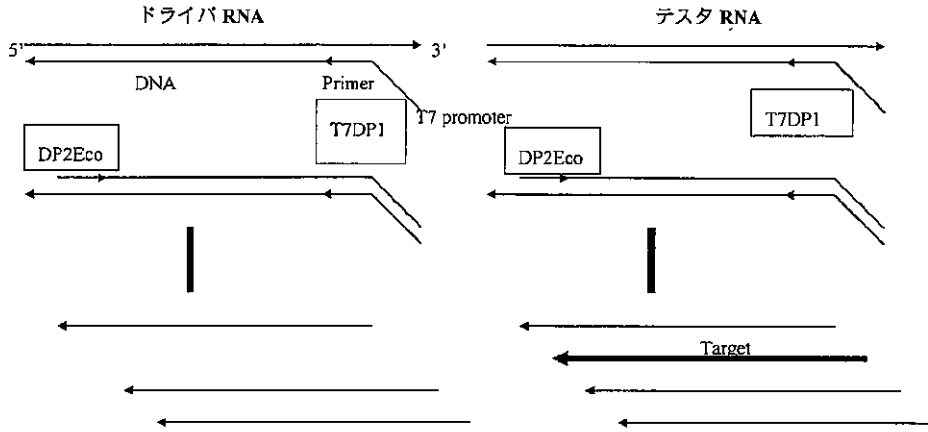 ドライバ RNA
テスタ RNA
5'
3'
DNA
Primer
T7 promoter
T7DP1
DP2Eco
T7DP1
DP2Eco
Target